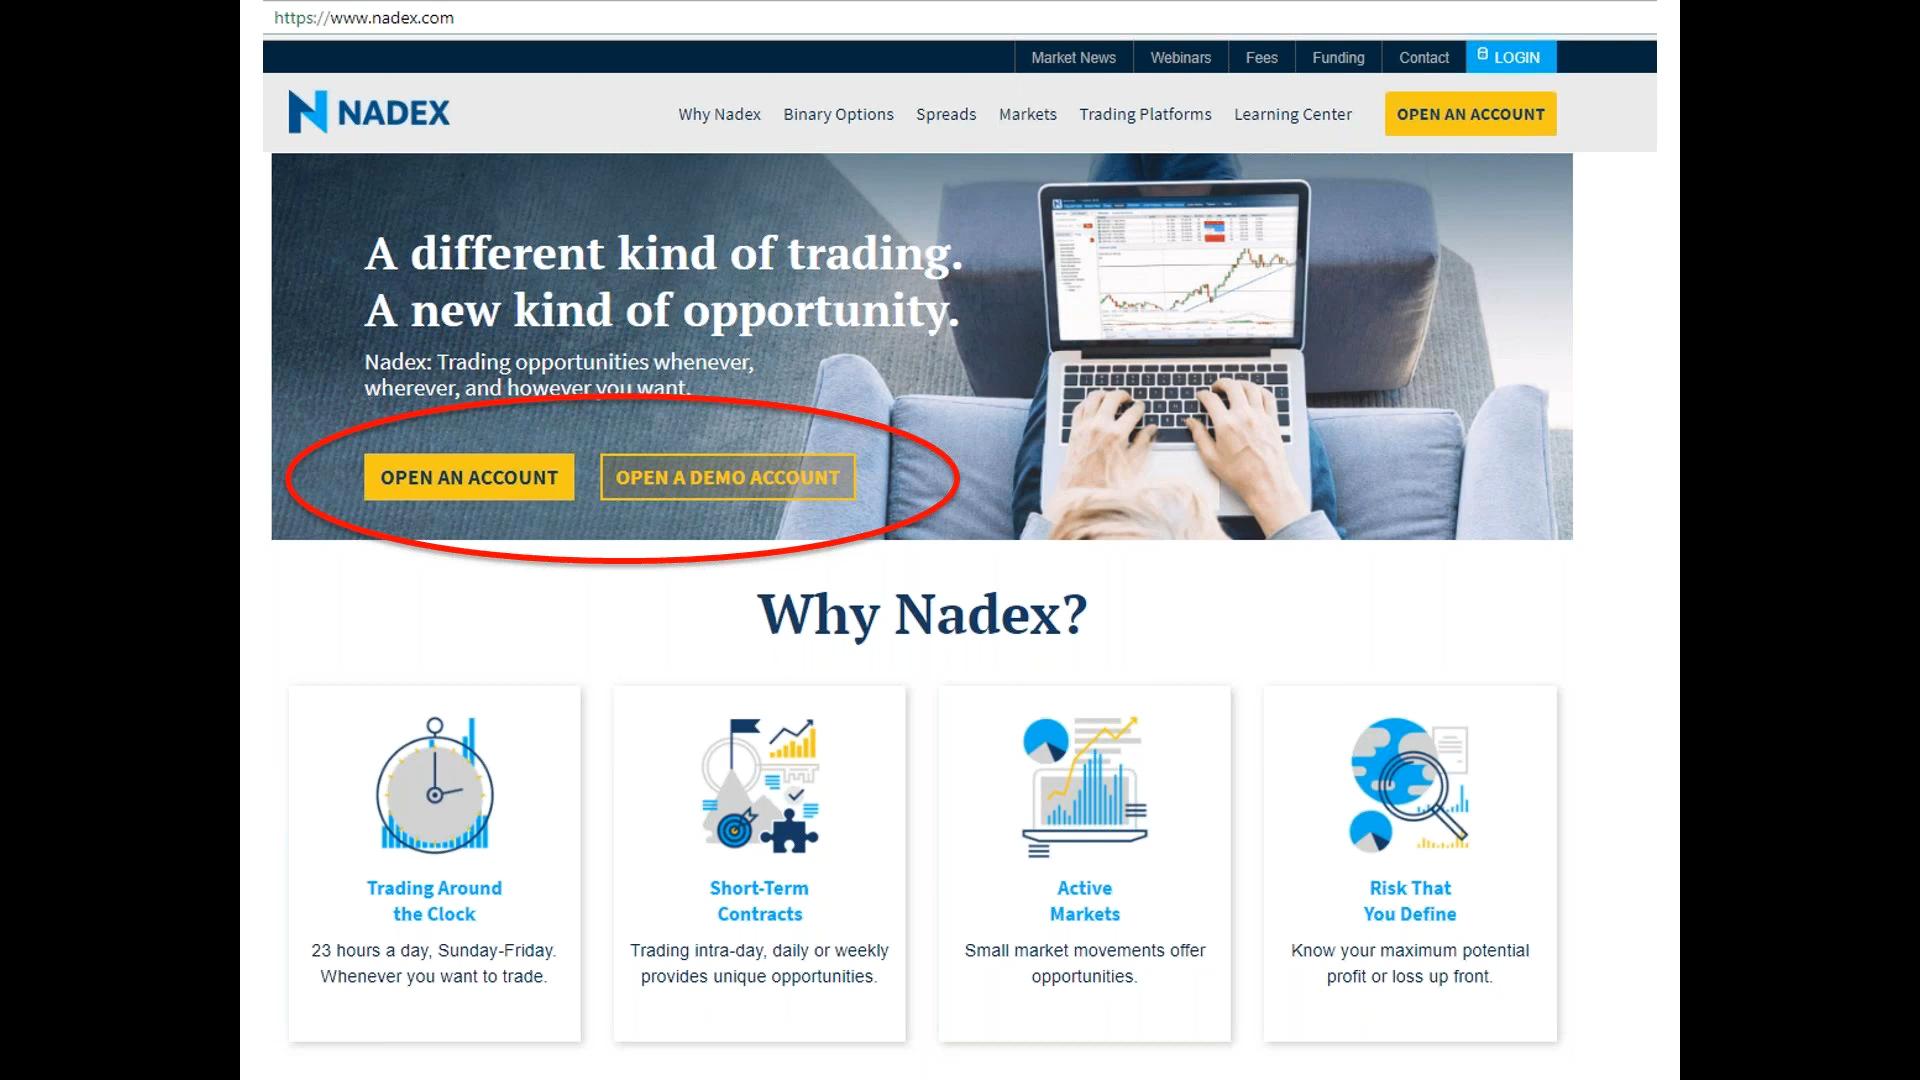 https://www.nadex.com
Market News
Webinars
Fees
Funding
Contact
LOGIN
NADEX
Why Nadex
Binary Options
Spreads
Markets
Trading Platforms
Learning Center
OPEN AN ACCOUNT
A different kind of trading.
A new kind of opportunity.
Nadex: Trading opportunities whenever,
wherever, and however you want.
OPEN AN ACCOUNT
OPEN A DEMO ACCOUNT
Why Nadex?
Trading Around
the Clock
23 hours a day, Sunday-Friday.
Whenever you want to trade.
Short-Term
Contracts
Trading intra-day, daily or weekly
provides unique opportunities.
Active
Markets
Small market movements offer
opportunities.
Risk That
You Define
Know your maximum potential
profit or loss up front.